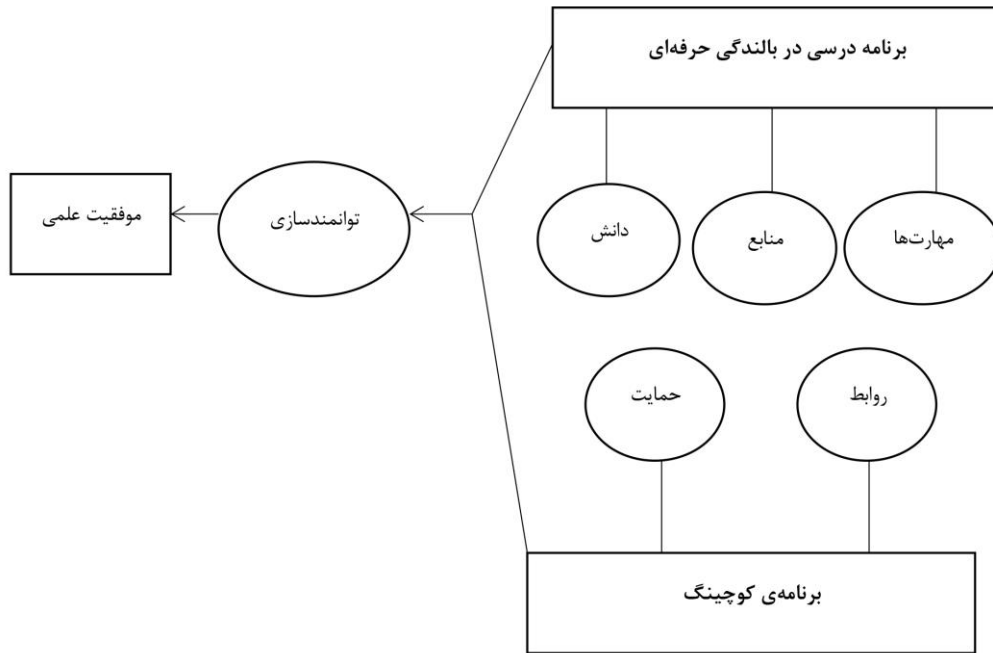 برنامه درسی در بالندگی حرفه‌ای
مهارت‌ها
منابع
دانش
توانمندسازی
موفقیت علمی
روابط
حمایت
برنامه‌ی کوچینگ